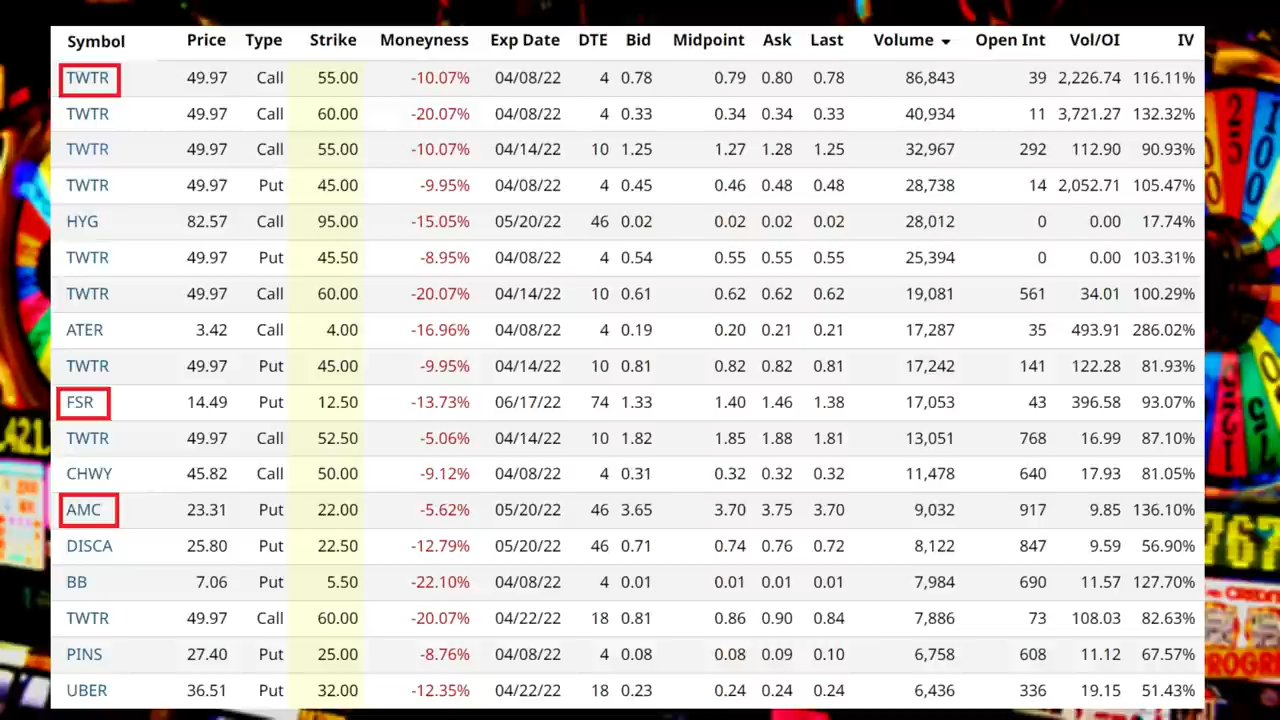 Symbol Price Type Strike Moneyness Exp Date DTE Bid Midpoint Ask Last Volume Open Int Vol/OI IV
TWTR 49.97 Call 55.00 -10.07% 04/08/22 4 0.78 0.79 0.80 0.78 86,843 39 2,226.74 116.11%
TWTR 49.97 Call 60.00 -20.07% 04/08/22 4 0.33 0.34 0.34 0.33 40,934 11 3,721.27 132.32%
TWTR 49.97 Call 55.00 -10.07% 04/14/22 10 1.25 1.27 1.28 1.25 32,967 292 112.90 90.93%
TWTR 49.97 Put 45.00 -9.95% 04/08/22 4 0.45 0.46 0.48 0.48 28,738 14 2,052.71 105.47%
HYG 82.57 Call 95.00 -15.05% 05/20/22 46 0.02 0.02 0.02 0.02 28,012 0 0.00 17.74%
TWTR 49.97 Put 45.50 -8.95% 04/08/22 4 0.54 0.55 0.55 0.55 25,394 0 0.00 103.31%
TWTR 49.97 Call 60.00 -20.07% 04/14/22 10 0.61 0.62 0.62 0.62 19,081 561 34.01 100.29%
ATER 3.42 Call 4.00 -16.96% 04/08/22 4 0.19 0.20 0.21 0.21 17,287 35 493.91 286.02%
TWTR 49.97 Put 45.00 -9.95% 04/14/22 10 0.81 0.82 0.82 0.81 17,242 141 122.28 81.93%
FSR 14.49 Put 12.50 -13.73% 06/17/22 74 1.33 1.40 1.46 1.38 17,053 43 396.58 93.07%
TWTR 49.97 Call 52.50 -5.06% 04/14/22 10 1.82 1.85 1.88 1.81 13,051 768 16.99 87.10%
CHWY 45.82 Call 50.00 -9.12% 04/08/22 4 0.31 0.32 0.32 0.32 11,478 640 17.93 81.05%
AMC 23.31 Put 22.00 -5.62% 05/20/22 46 3.65 3.70 3.75 3.70 9,032 917 9.85 136.10%
DISCA 25.80 Put 22.50 -12.79% 05/20/22 46 0.71 0.74 0.76 0.72 8,122 847 9.59 56.90%
BB 7.06 Put 5.50 -22.10% 04/08/22 4 0.01 0.01 0.01 0.01 7,984 690 11.57 127.70%
TWTR 49.97 Call 60.00 -20.07% 04/22/22 18 0.81 0.86 0.90 0.84 7,886 73 108.03 82.63%
PINS 27.40 Put 25.00 -8.76% 04/08/22 4 0.08 0.08 0.09 0.10 6,758 608 11.12 67.57%
UBER 36.51 Put 32.00 -12.35% 04/22/22 18 0.23 0.24 0.24 0.24 6,436 336 19.15 51.43%